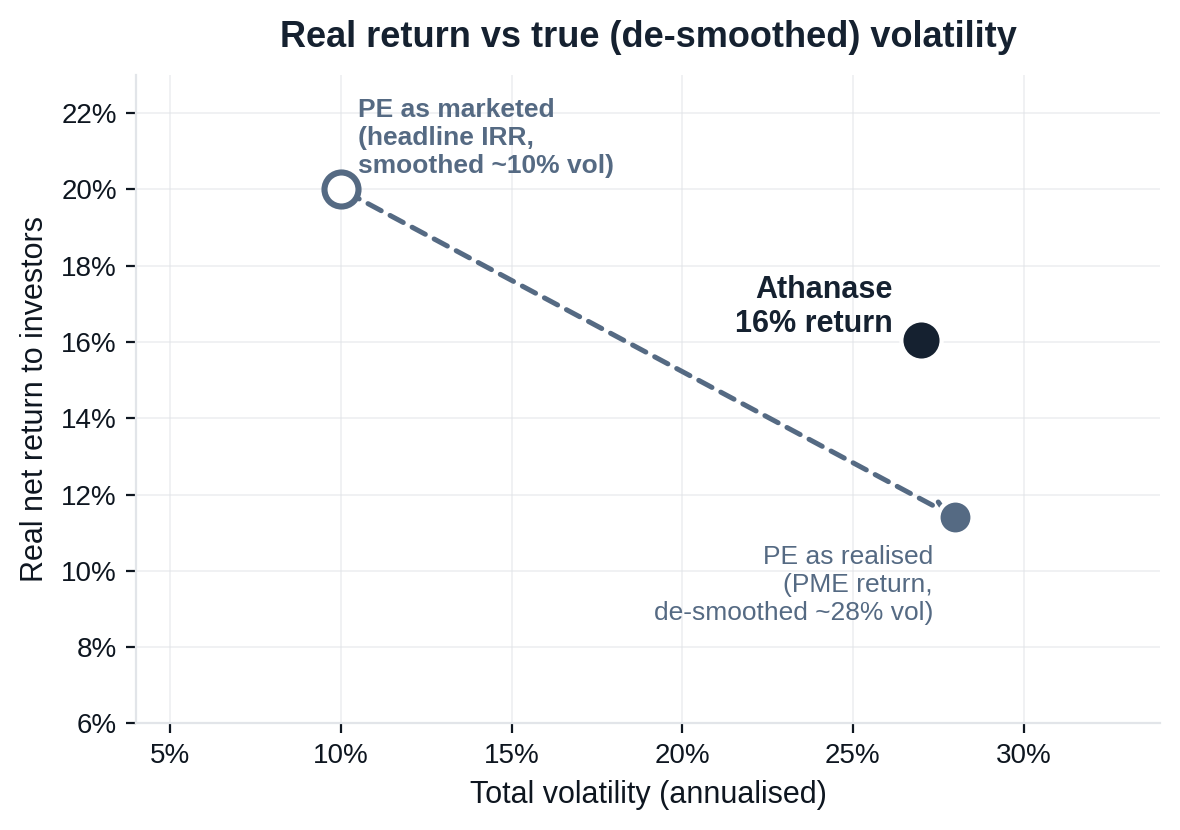 Real return vs true (de-smoothed) volatility
Real net return to investors
22%
20%
18%
16%
14%
12%
10%
8%
6%
PE as marketed
(headline IRR,
smoothed ~10% vol)
Athanase
16% return
PE as realised
(PME return,
de-smoothed ~28% vol)
5%
10%
15%
20%
25%
30%
Total volatility (annualised)